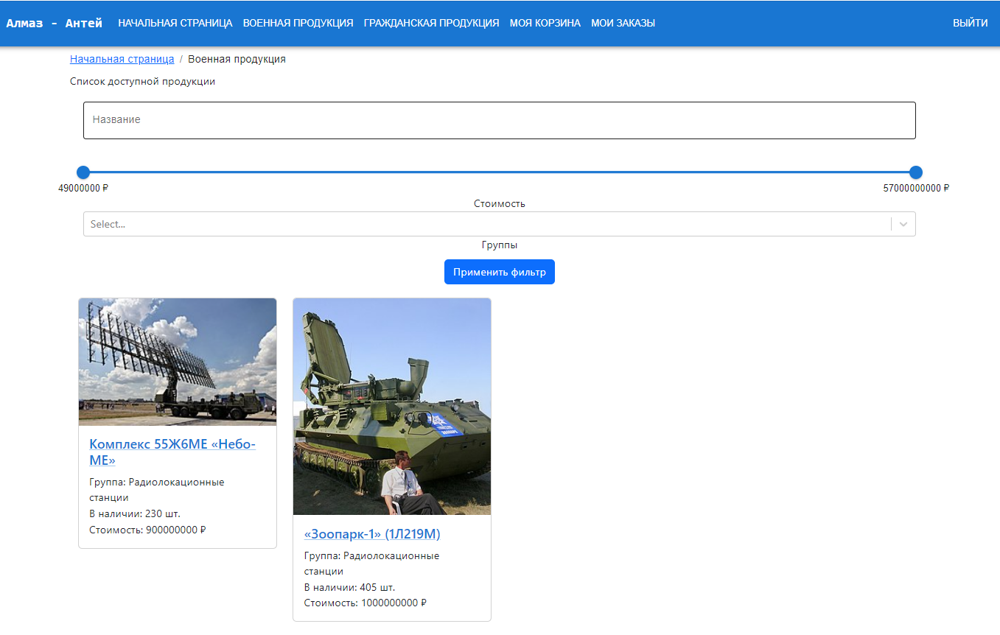 Алмаз - Антей НАЧАЛЬНАЯ СТРАНИЦА ВОЕННАЯ ПРОДУКЦИЯ ГРАЖДАНСКАЯ ПРОДУКЦИЯ МОЯ КОРЗИНА МОИ ЗАКАЗЫ ВЫЙТИ
Начальная страница / Военная продукция
Список доступной продукции
Название
49000000 ₽ 57000000000 ₽
Стоимость
Select...
Группы
Применить фильтр
Комплекс 55Ж6МЕ «Небо-
МЕ»
Группа: Радиолокационные
станции
В наличии: 230 шт.
Стоимость: 900000000 ₽
«Зоопарк-1» (1Л219М)
Группа: Радиолокационные
станции
В наличии: 405 шт.
Стоимость: 1000000000 ₽